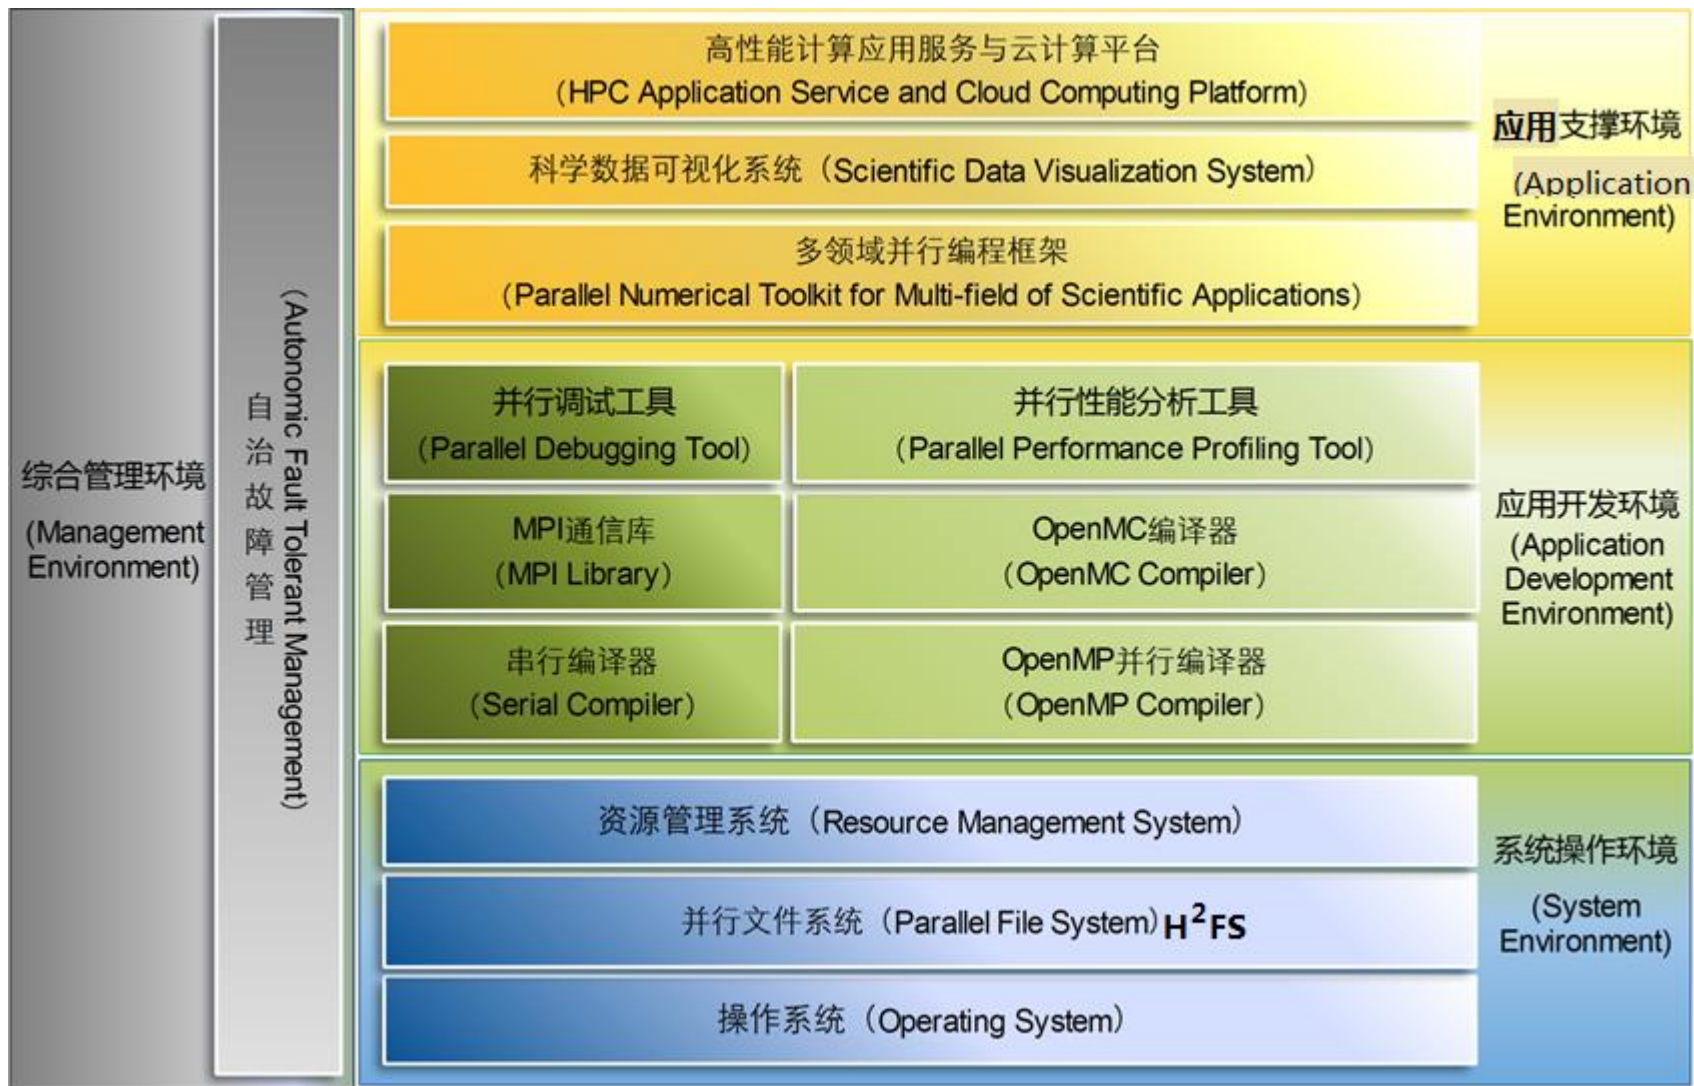 综合管理环境
(Management
Environment)
自治故障管理
(Autonomic Fault Tolerant Management)
高性能计算应用服务与云计算平台
(HPC Application Service and Cloud Computing Platform)
科学数据可视化系统（Scientific Data Visualization System)
多领域并行编程框架
(Parallel Numerical Toolkit for Multi-field of Scientific Applications)
应用支撑环境
(Application
Environment)
并行调试工具
(Parallel Debugging Tool)
并行性能分析工具
(Parallel Performance Profiling Tool)
MPI通信库
(MPI Library)
OpenMC编译器
(OpenMC Compiler)
串行编译器
(Serial Compiler)
OpenMP并行编译器
(OpenMP Compiler)
应用开发环境
(Application
Development
Environment)
资源管理系统（Resource Management System)
并行文件系统（Parallel File System) H²FS
操作系统（Operating System)
系统操作环境
(System
Environment)